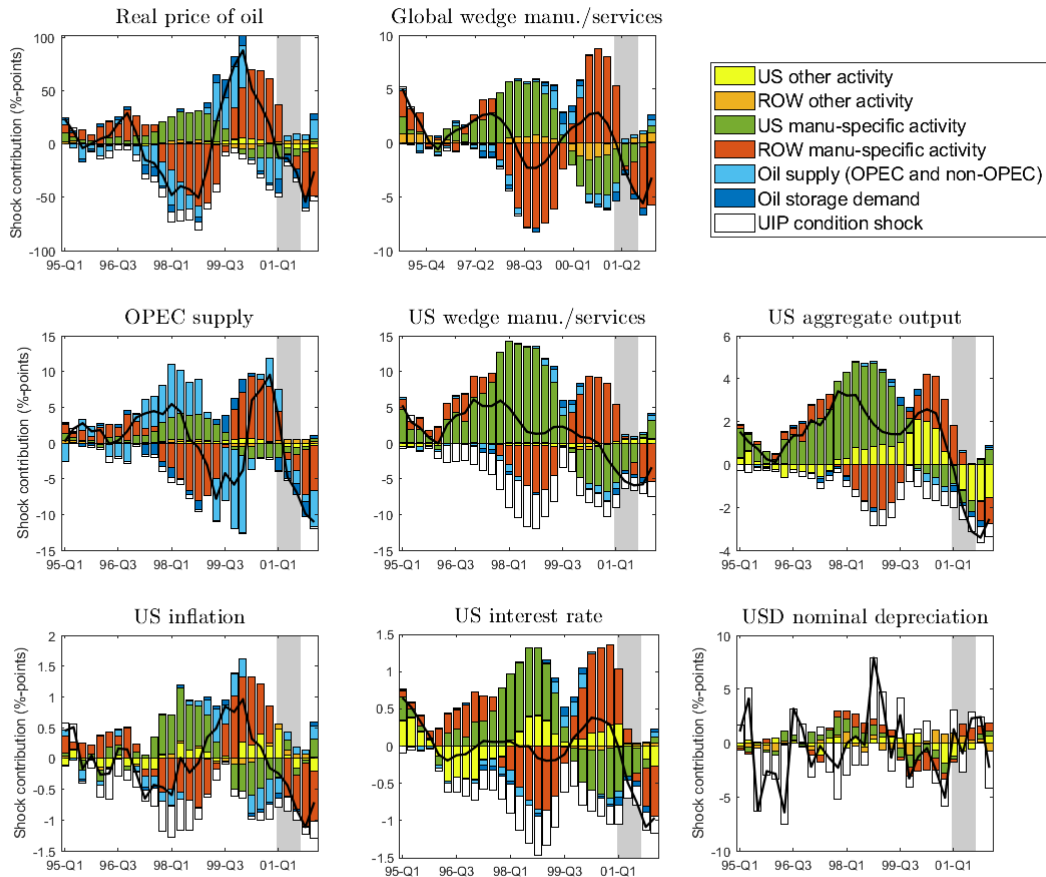 Real price of oil
Shock contribution (%-points)
100
50
0
-50
-100
95-Q1 96-Q3 98-Q1 99-Q3 01-Q1
Global wedge manu./services
10
5
0
-5
-10
95-Q4 97-Q2 98-Q3 00-Q1 01-Q2
US other activity
ROW other activity
US manu-specific activity
ROW manu-specific activity
Oil supply (OPEC and non-OPEC)
Oil storage demand
UIP condition shock
OPEC supply
Shock contribution (%-points)
15
10
5
0
-5
-10
-15
95-Q1 96-Q3 98-Q1 99-Q3 01-Q1
US wedge manu./services
15
10
5
0
-5
-10
-15
95-Q1 96-Q3 98-Q1 99-Q3 01-Q1
US aggregate output
6
4
2
0
-2
-4
95-Q1 96-Q3 98-Q1 99-Q3 01-Q1
US inflation
Shock contribution (%-points)
2
1.5
1
0.5
0
-0.5
-1
-1.5
95-Q1 96-Q3 98-Q1 99-Q3 01-Q1
US interest rate
1.5
1
0.5
0
-0.5
-1
-1.5
95-Q1 96-Q3 98-Q1 99-Q3 01-Q1
USD nominal depreciation
Shock contribution (%-points)
10
5
0
-5
-10
95-Q1 96-Q3 98-Q1 99-Q3 01-Q1